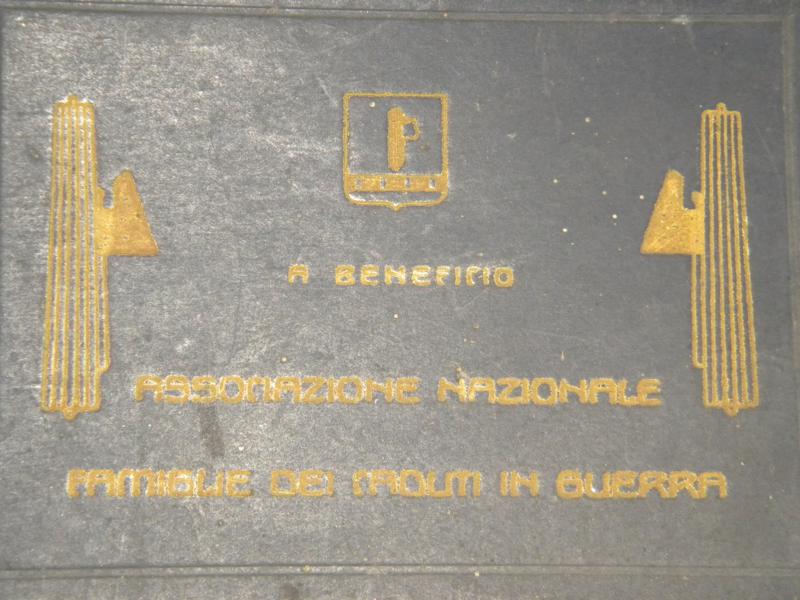 A BENEFICIO
ASSOCIAZIONE NAZIONALE
FAMIGLIE DEI CADUTI IN GUERRA